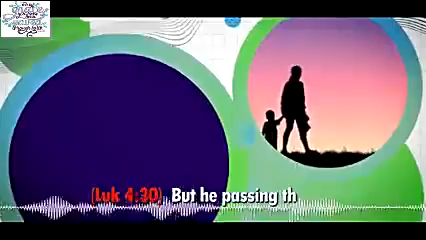 (Luk 4:30) But he passing th